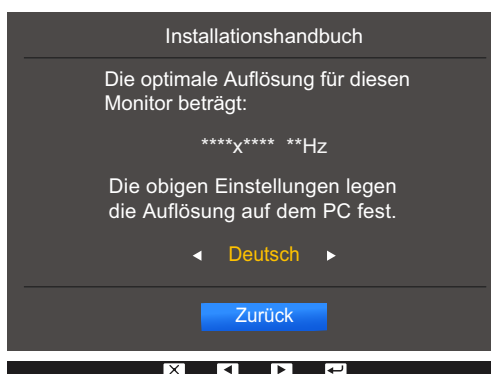 Installationshandbuch
Die optimale Auflösung für diesen
Monitor beträgt:
****x**** **Hz
Die obigen Einstellungen legen
die Auflösung auf dem PC fest.
Deutsch
Zurück